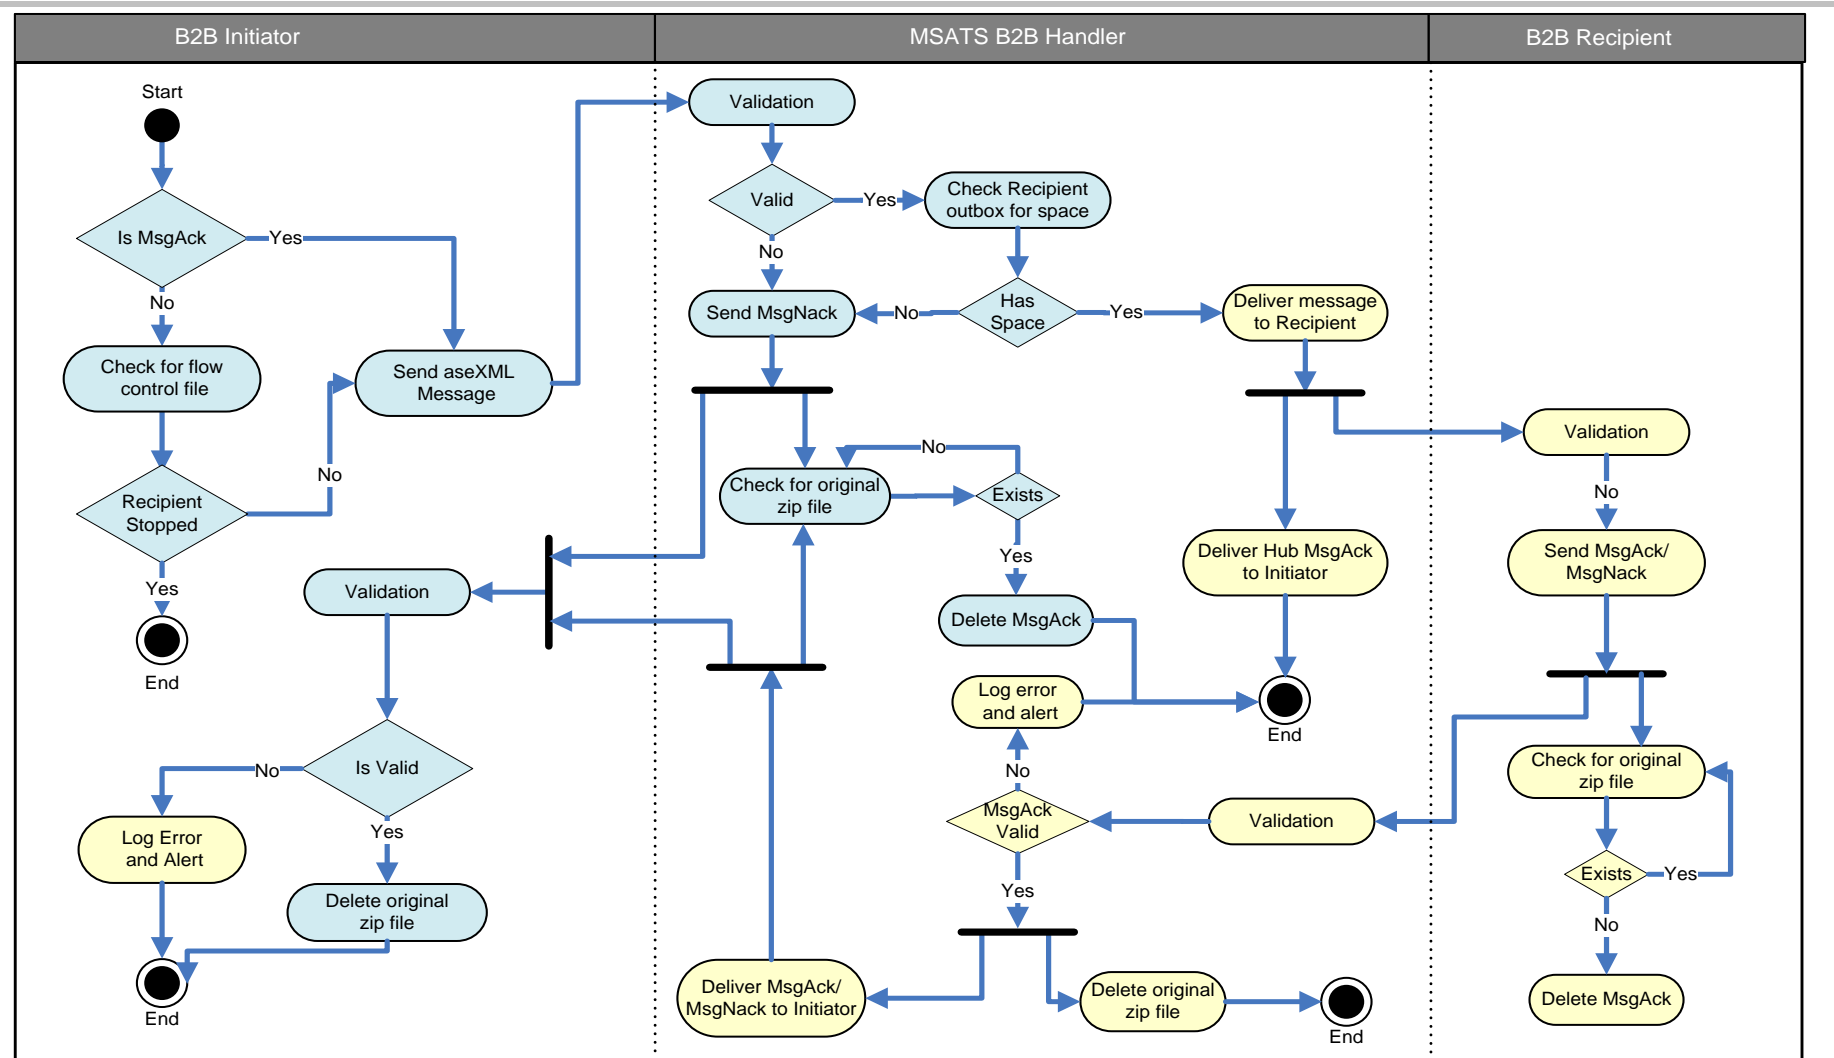 B2B Initiator
MSATS B2B Handler
B2B Recipient
Start
Is MsgAck
Yes
No
Check for flow
control file
Send aseXML
Message
No
Recipient
Stopped
Yes
End
Validation
Is Valid
No
Yes
Log Error
and Alert
Delete original
zip file
End
Validation
Valid
Yes
Check Recipient
outbox for space
No
Send MsgNack
No
Has
Space
Yes
Deliver message
to Recipient
No
Check for original
zip file
Exists
Yes
Delete MsgAck
Deliver Hub MsgAck
to Initiator
Log error
and alert
End
No
MsgAck
Valid
Validation
Yes
Deliver MsgAck/
MsgNack to Initiator
Delete original
zip file
End
Validation
No
Send MsgAck/
MsgNack
Check for original
zip file
Exists
Yes
No
Delete MsgAck